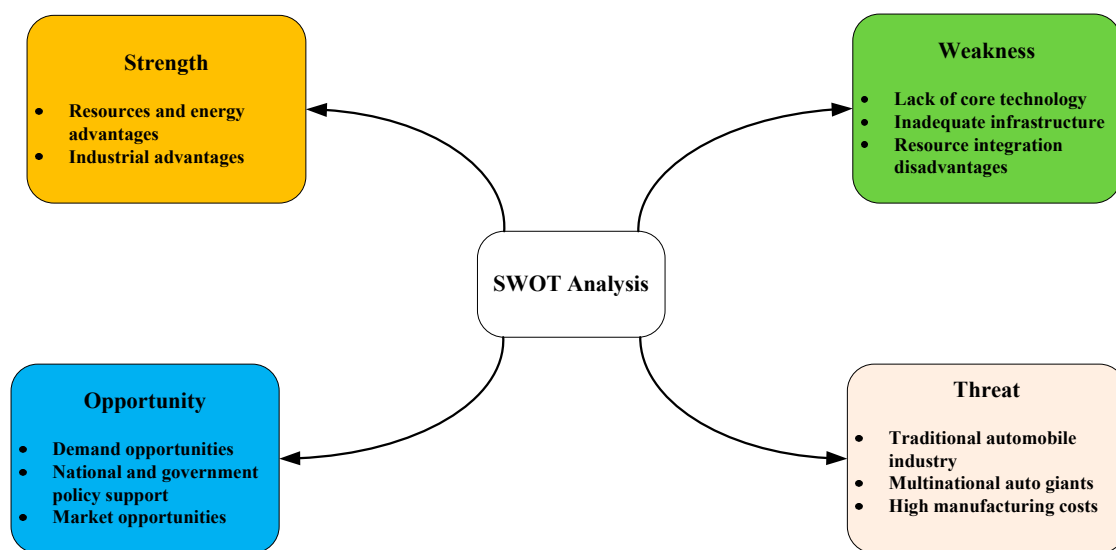 Strength
• Resources and energy
advantages
• Industrial advantages
Weakness
• Lack of core technology
• Inadequate infrastructure
• Resource integration
disadvantages
SWOT Analysis
Opportunity
• Demand opportunities
• National and government
policy support
• Market opportunities
Threat
• Traditional automobile
industry
• Multinational auto giants
• High manufacturing costs